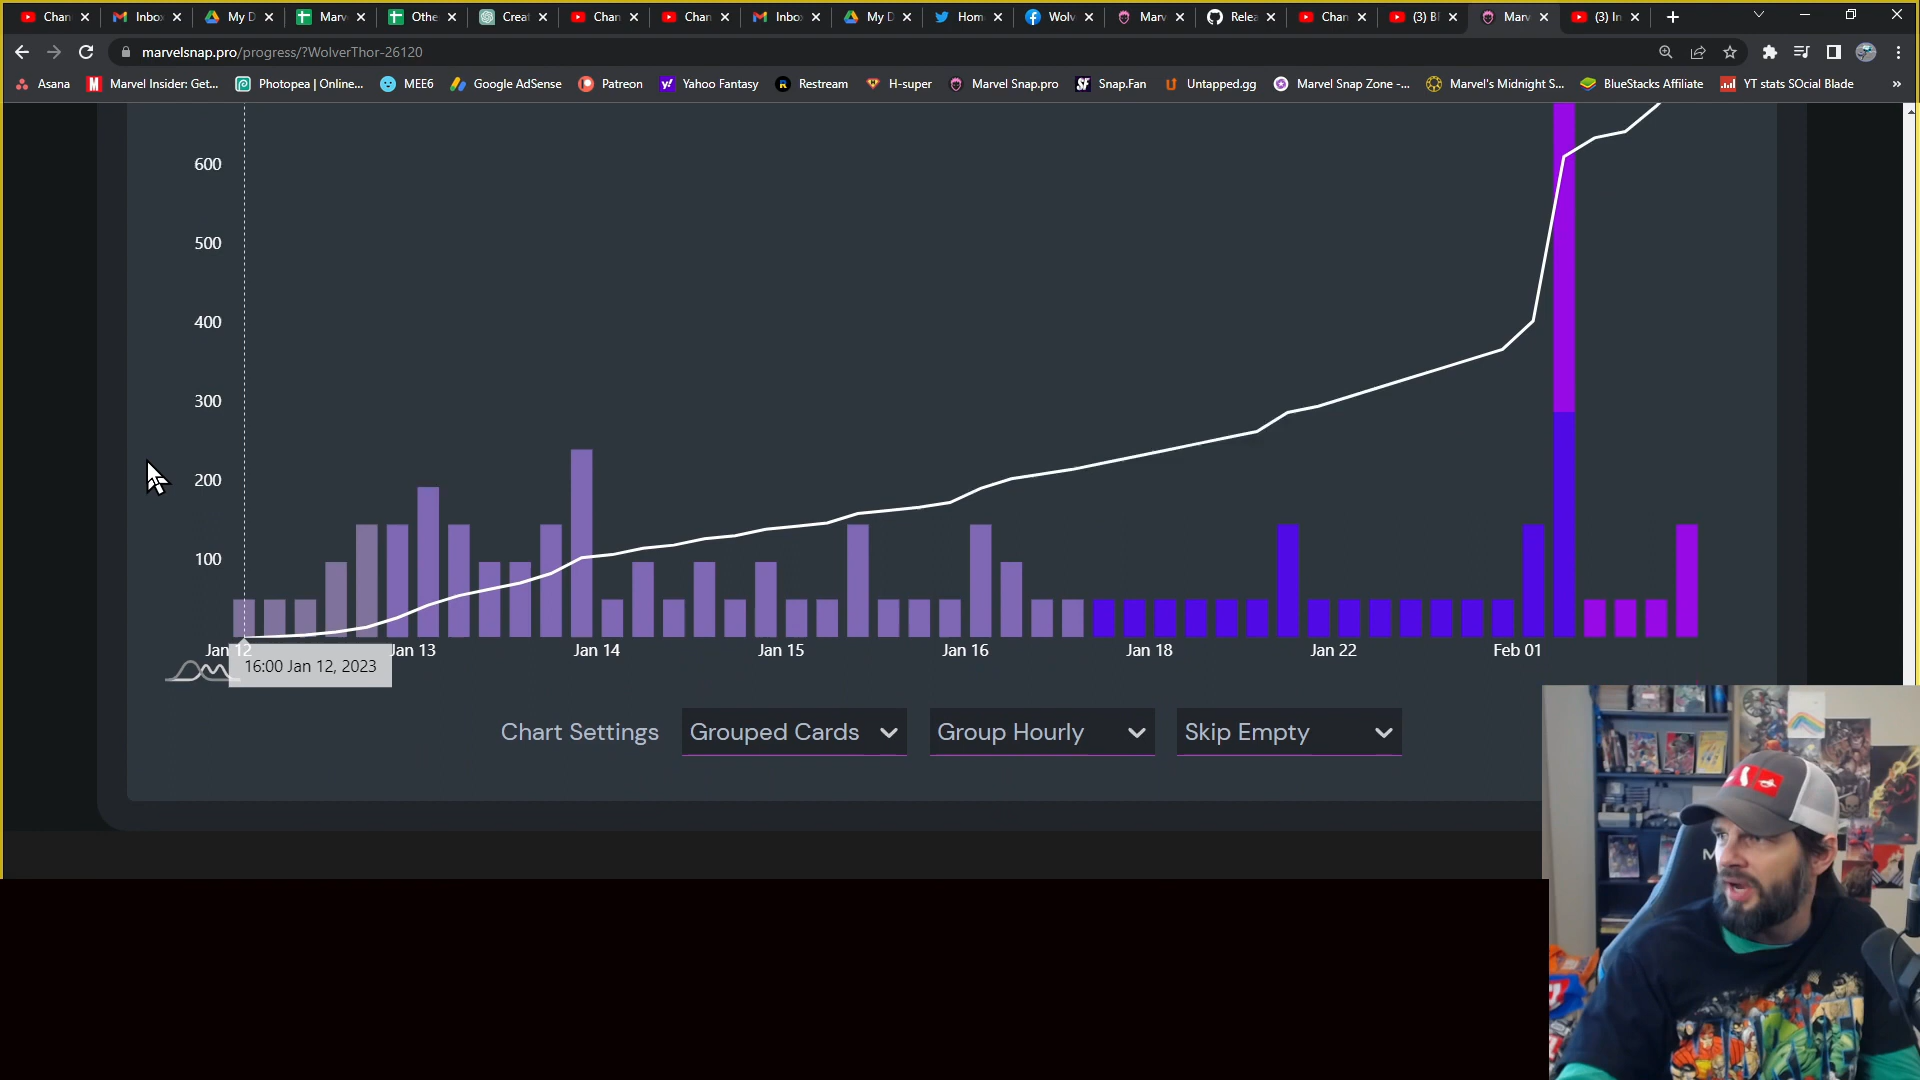 Chan Inbo My D Marv Othe Creat Chan Chan Inbo My D Hom Wolv Marv Relea Chan (3) B Marv (3) In
marvelsnap.pro/progress/?WolverThor-26120
Asana Marvel Insider: Get... Photopea | Online... MEE6 Google AdSense Patreon Yahoo Fantasy Restream H-super Marvel Snap.pro Snap.Fan Untapped.gg Marvel Snap Zone -... Marvel's Midnight S... BlueStacks Affiliate YT stats SOcial Blade »
600
500
400
300
200
100
Jan 12 Jan 13 Jan 14 Jan 15 Jan 16 Jan 18 Jan 22 Feb 01
16:00 Jan 12, 2023
Chart Settings Grouped Cards Group Hourly Skip Empty